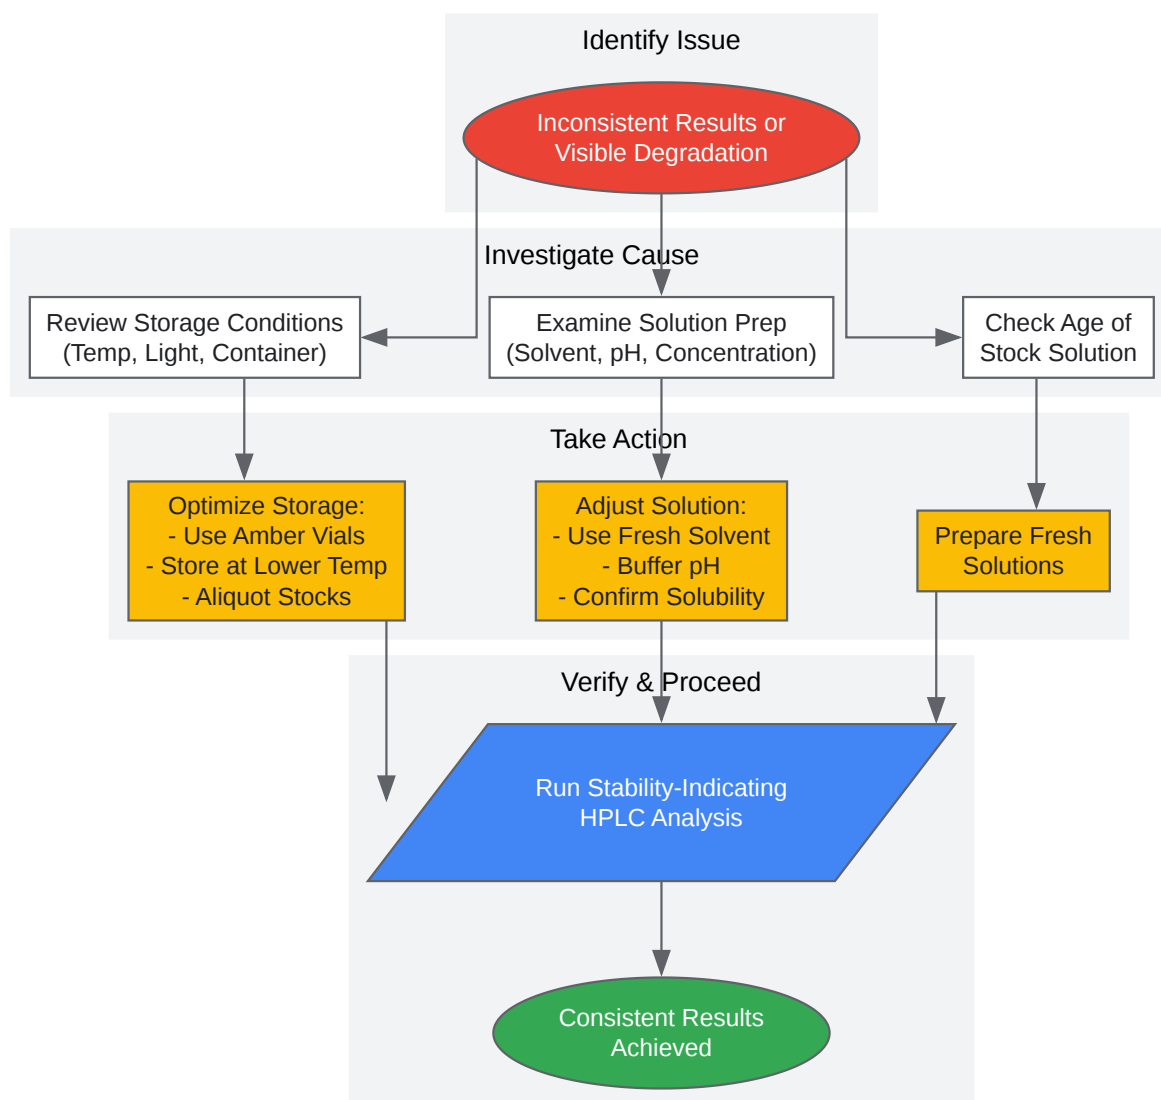 Identify Issue
Inconsistent Results or
Visible Degradation
Investigate Cause
Review Storage Conditions
(Temp, Light, Container)
Examine Solution Prep
(Solvent, pH, Concentration)
Check Age of
Stock Solution
Take Action
Optimize Storage:
- Use Amber Vials
- Store at Lower Temp
- Aliquot Stocks
Adjust Solution:
- Use Fresh Solvent
- Buffer pH
- Confirm Solubility
Prepare Fresh
Solutions
Verify & Proceed
Run Stability-Indicating
HPLC Analysis
Consistent Results
Achieved